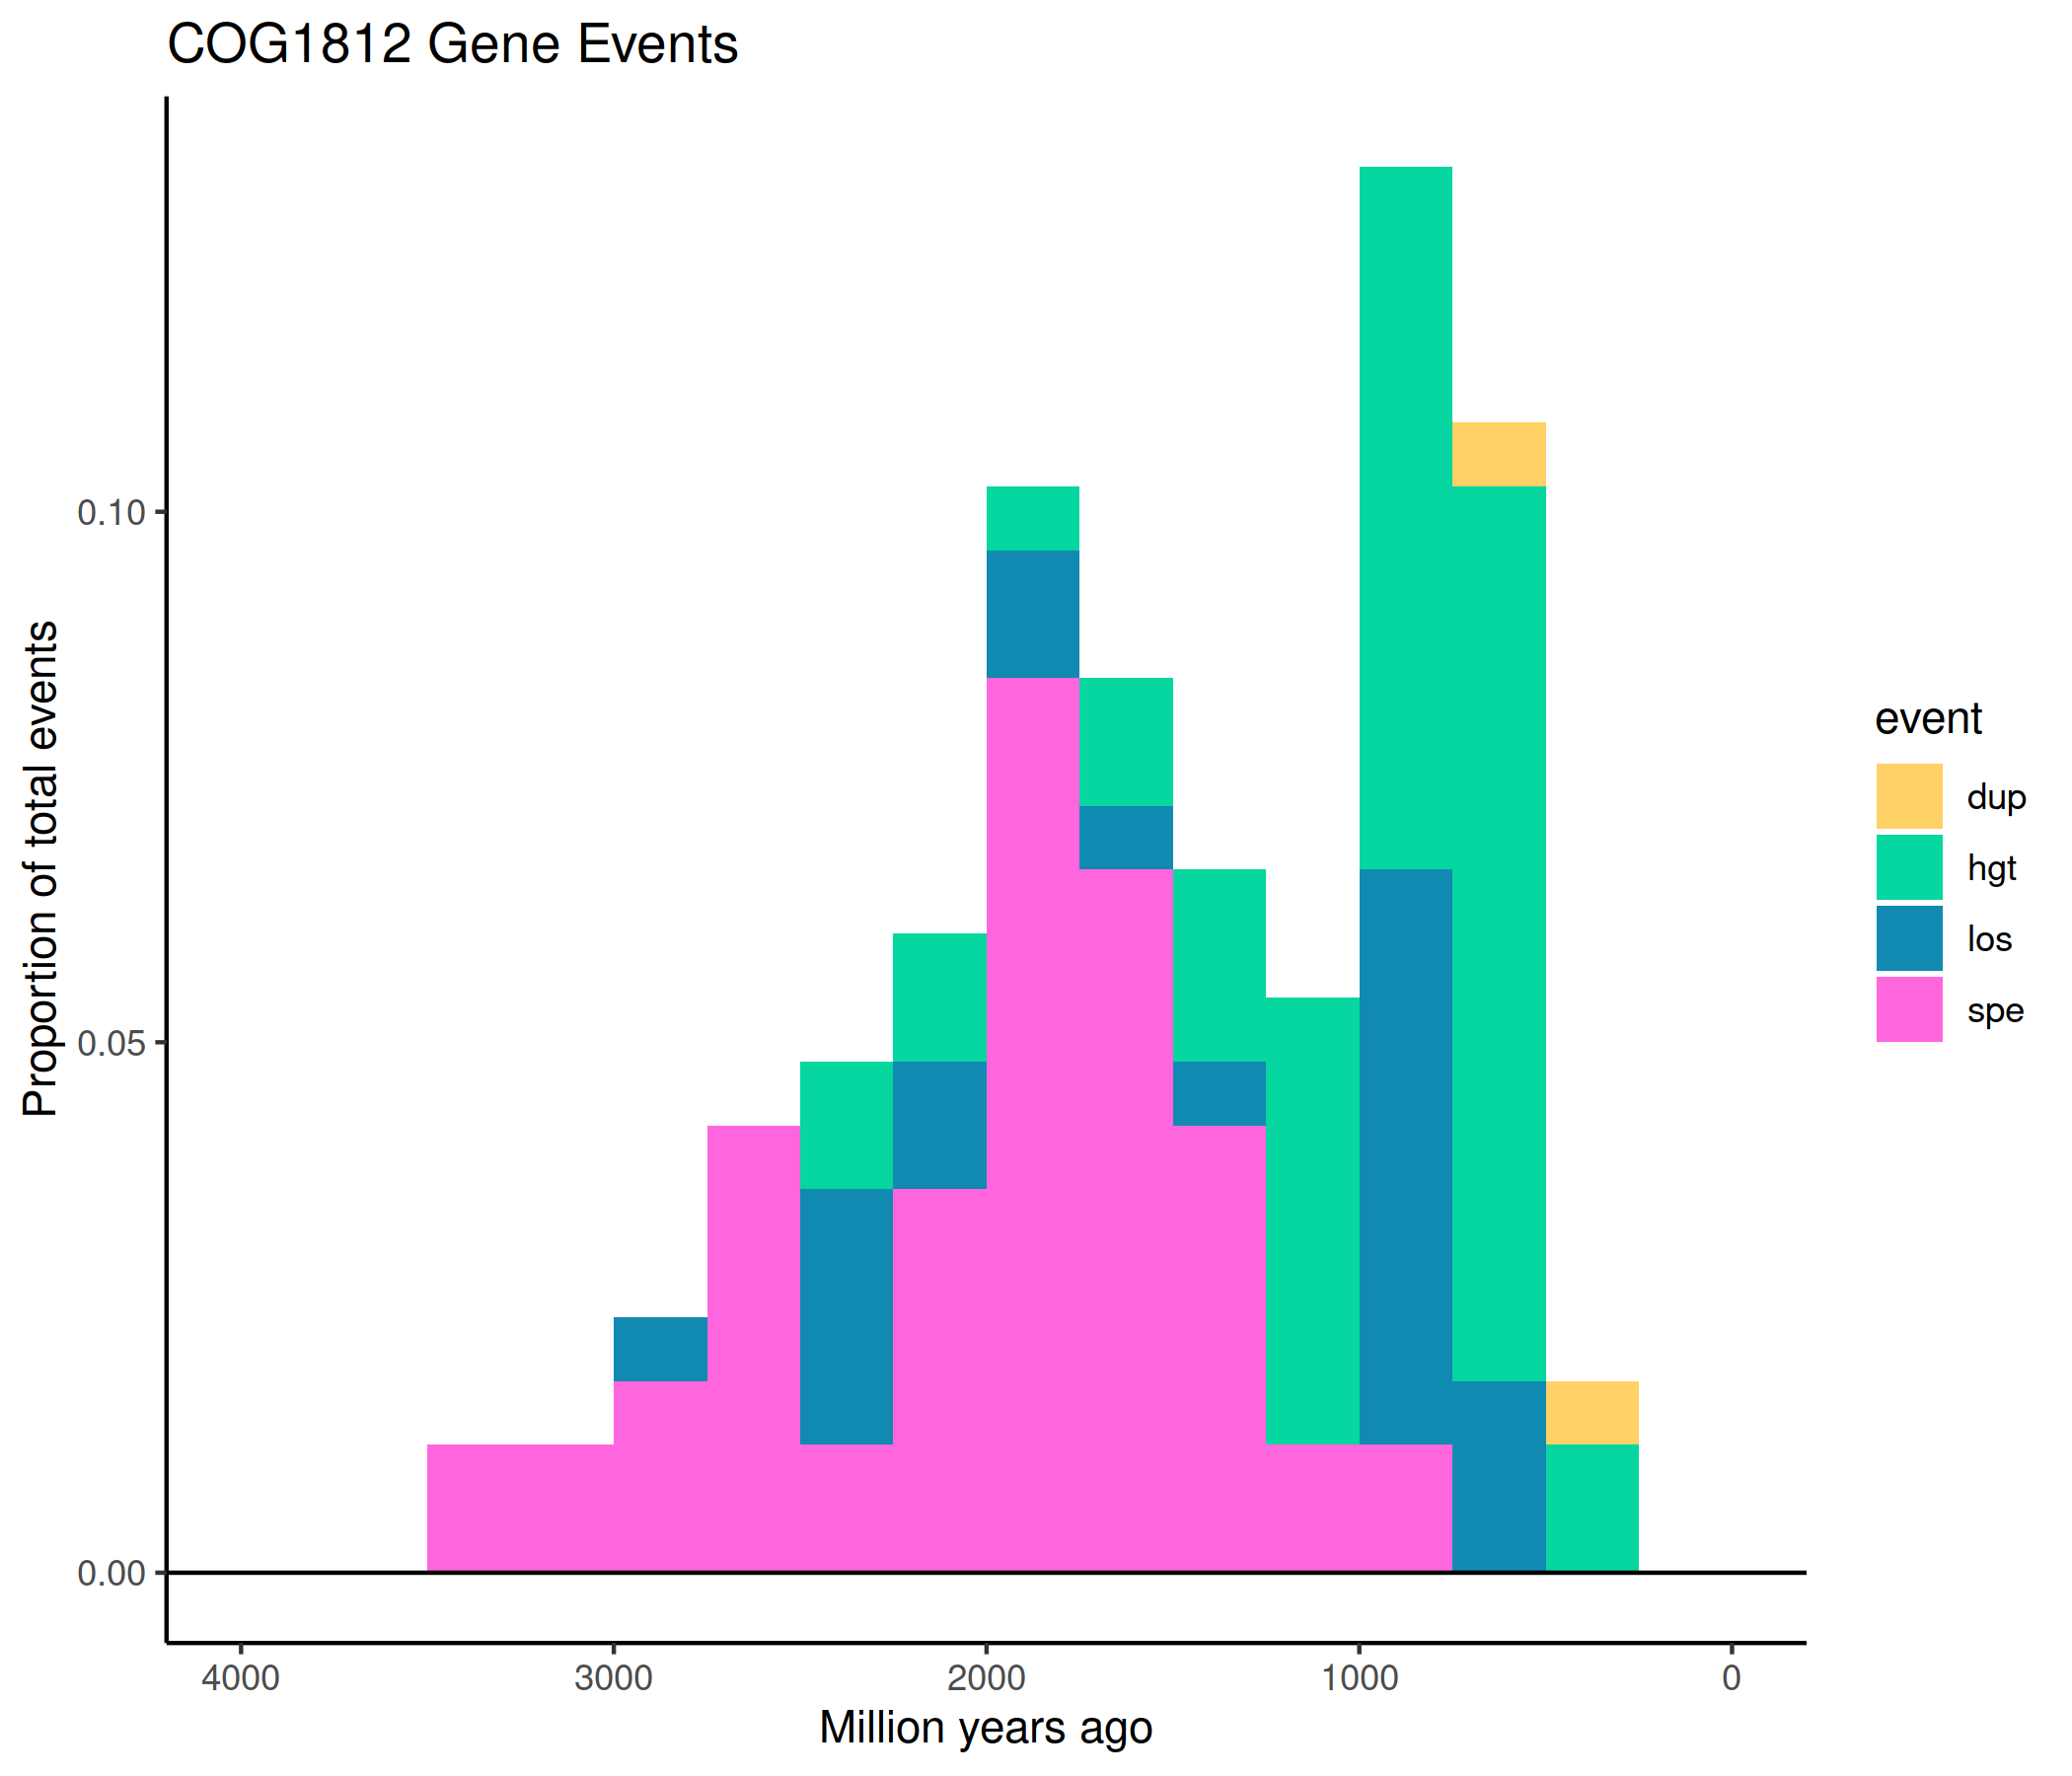 COG1812 Gene Events
Proportion of total events
0.10
0.05
0.00
4000 3000 2000 1000 0
Million years ago
event
dup
hgt
los
spe